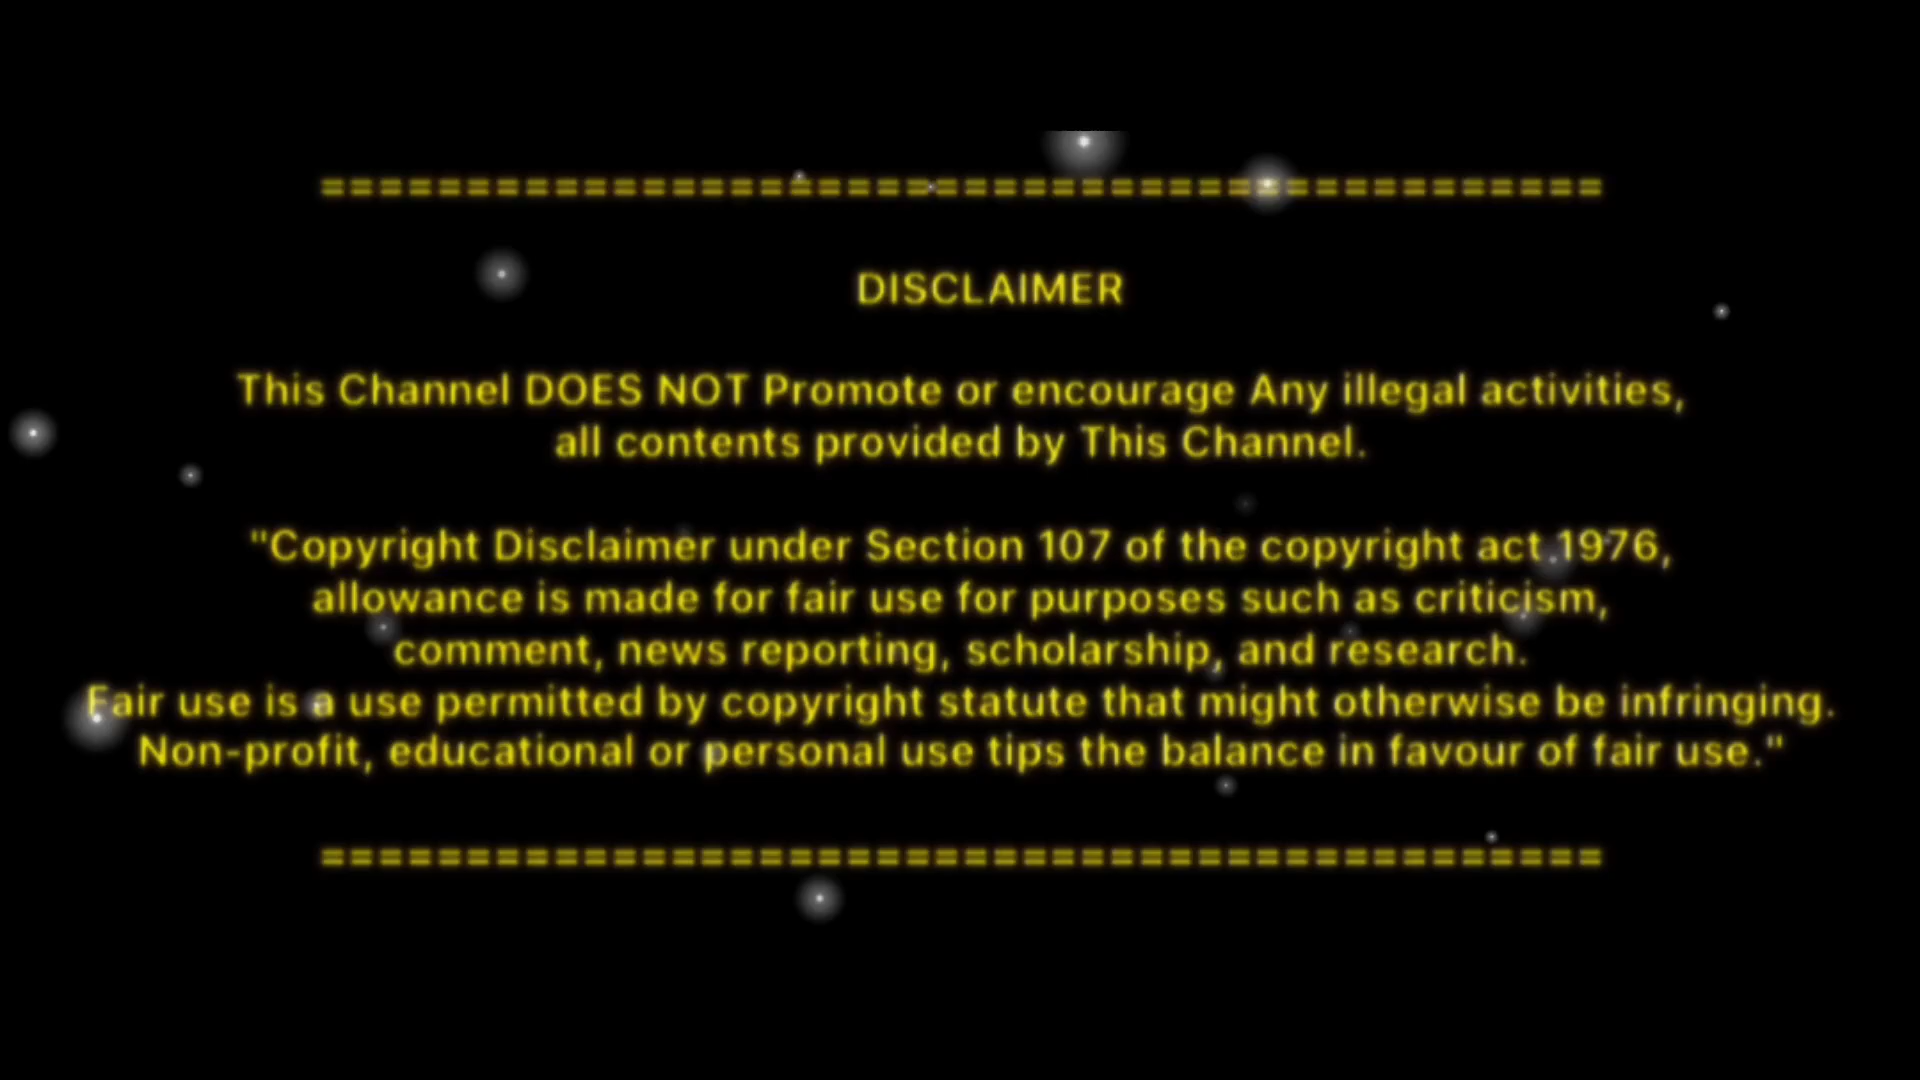 ============================================
DISCLAIMER
This Channel DOES NOT Promote or encourage Any illegal activities,
all contents provided by This Channel.
"Copyright Disclaimer under Section 107 of the copyright act 1976,
allowance is made for fair use for purposes such as criticism,
comment, news reporting, scholarship, and research.
Fair use is a use permitted by copyright statute that might otherwise be infringing.
Non-profit, educational or personal use tips the balance in favour of fair use."
============================================